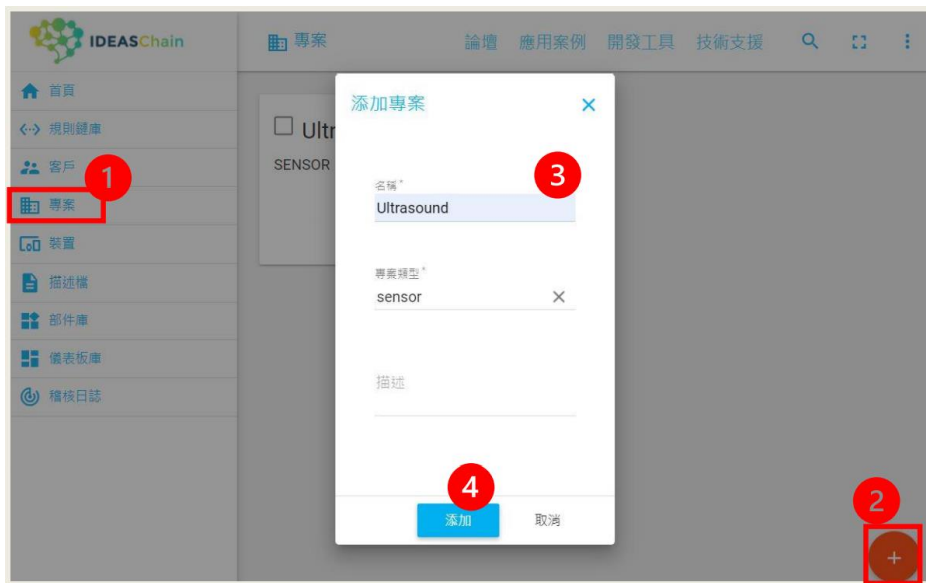 IDEASChain
專案
論壇 應用案例 開發工具 技術支援
首頁
規則鏈庫
客戶
1
專案
裝置
描述檔
部件庫
儀表板庫
稽核日誌
Ultr
SENSOR
添加專案
3
名稱*
Ultrasound
專案類型*
sensor
描述
4
添加 取消
2